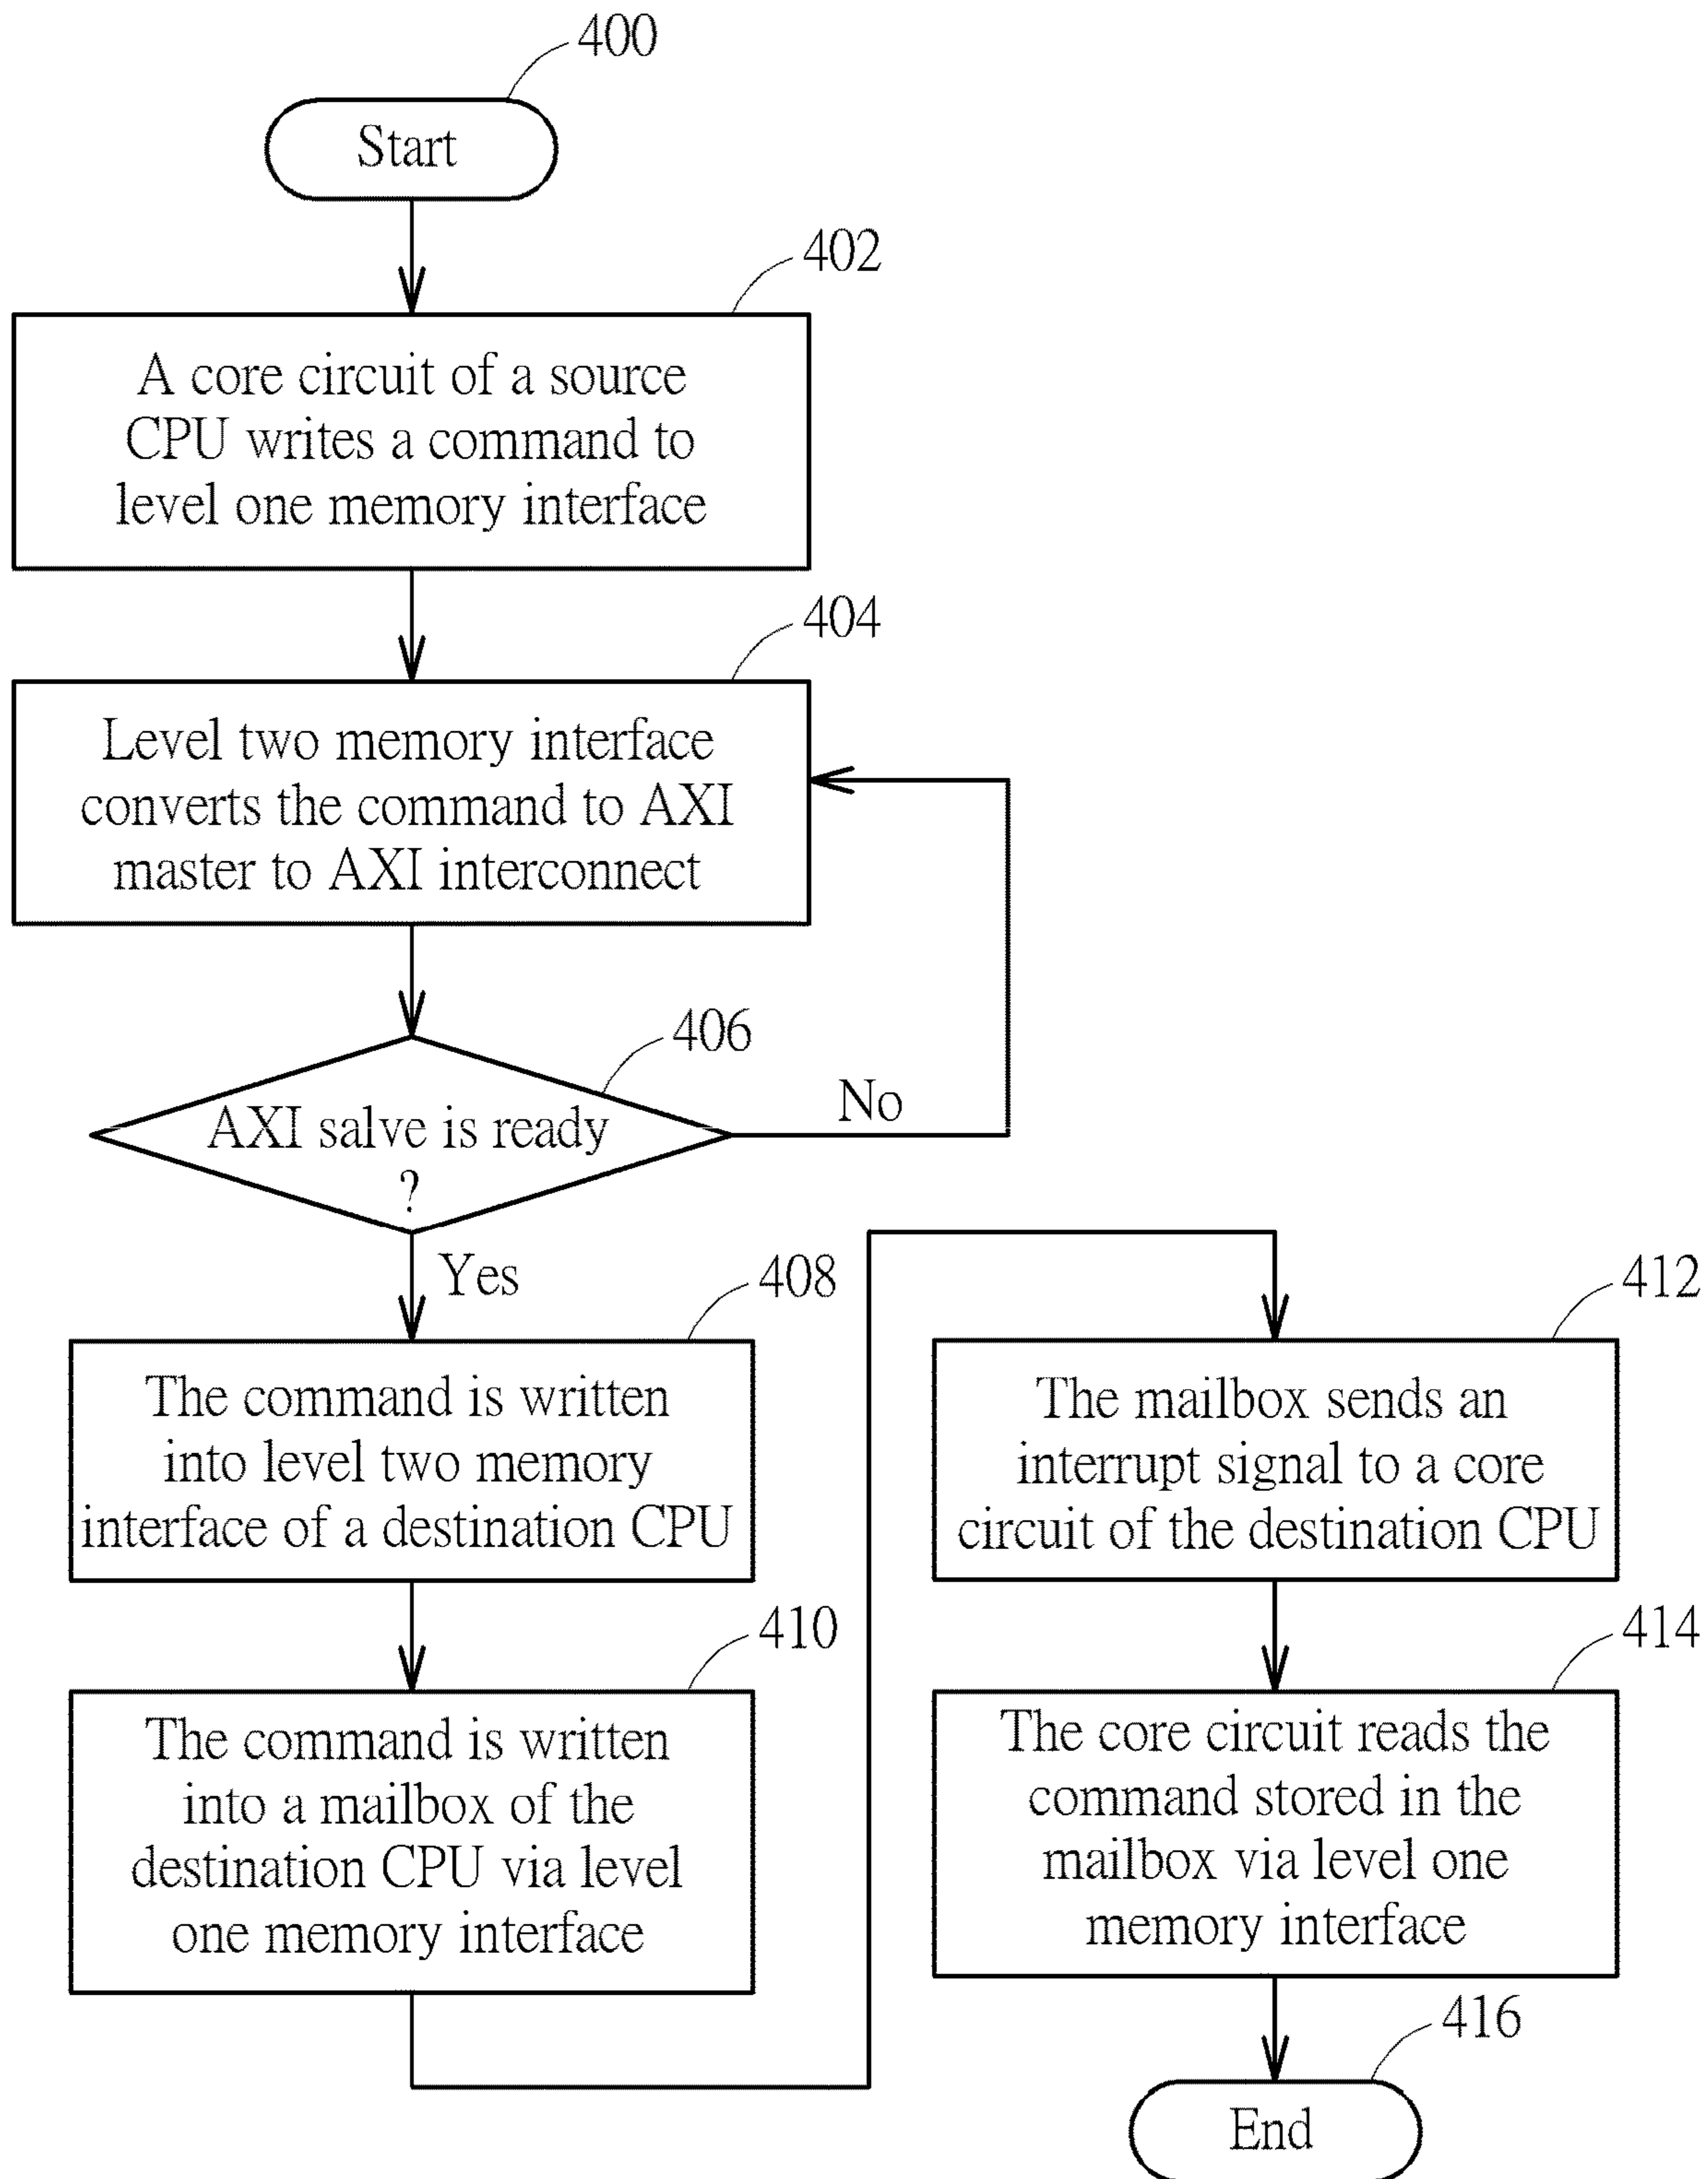 400
Start
402
A core circuit of a source
CPU writes a command to
level one memory interface
404
Level two memory interface
converts the command to AXI
master to AXI interconnect
406
AXI salve is ready
?
No
Yes
408
The command is written
into level two memory
interface of a destination CPU
410
The command is written
into a mailbox of the
destination CPU via level
one memory interface
412
The mailbox sends an
interrupt signal to a core
circuit of the destination CPU
414
The core circuit reads the
command stored in the
mailbox via level one
memory interface
416
End